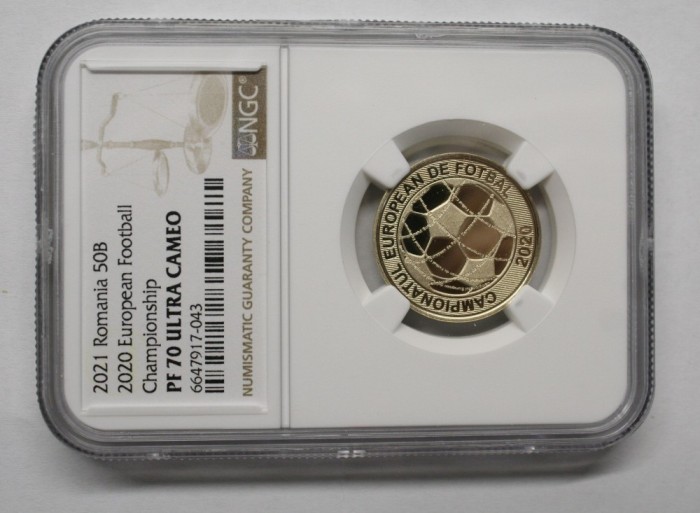 2021 Romania 50B
2020 European Football
Championship
PF 70 ULTRA CAMEO
6647917-043
NGC®
NUMISMATIC GUARANTY COMPANY
CAMPIONATUL EUROPEAN DE FOTBAL
2020